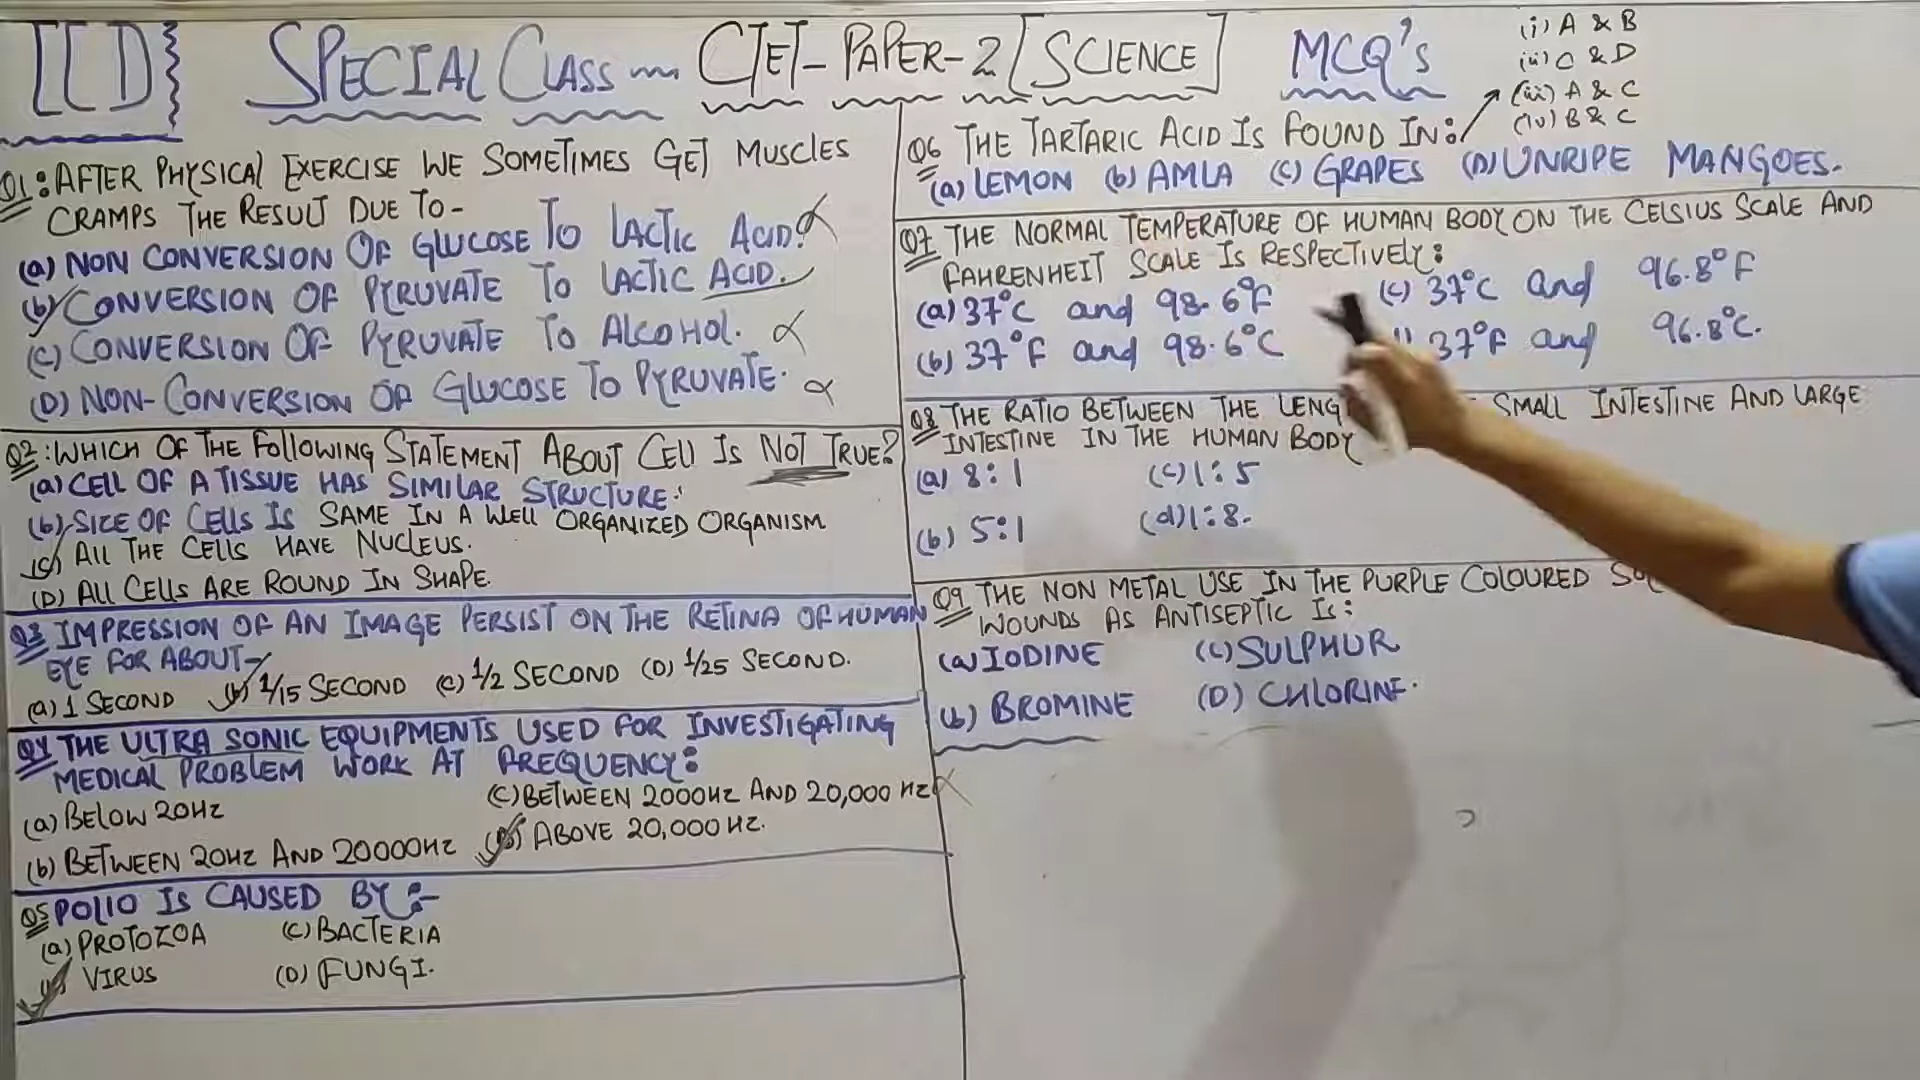 ICD SPECIAL CLASS CTET-PAPER-2 [SCIENCE] MCQ's
Q1: AFTER PHYSICAL EXERCISE WE SOMETIMES GET MUSCLES
CRAMPS THE RESULT DUE TO-
(a) NON CONVERSION OF GLUCOSE TO LACTIC ACID.
(b) CONVERSION OF PYRUVATE TO LACTIC ACID.
(C) CONVERSION OF PYRUVATE TO ALCOHOL.
(D) NON-CONVERSION OF GLUCOSE TO PYRUVATE.
Q2: WHICH OF THE FOLLOWING STATEMENT ABOUT CELL IS NOT TRUE?
(a) CELL OF A TISSUE HAS SIMILAR STRUCTURE.
(b) SIZE OF CELLS IS SAME IN A WELL ORGANIZED ORGANISM
(c) ALL THE CELLS HAVE NUCLEUS.
(D) ALL CELLS ARE ROUND IN SHAPE.
Q3 IMPRESSION OF AN IMAGE PERSIST ON THE RETINA OF HUMAN
EYE FOR ABOUT-
(a) 1 SECOND (b) 1/15 SECOND (c) 1/2 SECOND (D) 1/25 SECOND.
Q4 THE ULTRA SONIC EQUIPMENTS USED FOR INVESTIGATING
MEDICAL PROBLEM WORK AT FREQUENCY:
(a) BELOW 20HZ (C) BETWEEN 2000HZ AND 20,000 HZ
(b) BETWEEN 20HZ AND 20000HZ (D) ABOVE 20,000 HZ.
Q5 POLIO IS CAUSED BY:-
(a) PROTOZOA (C) BACTERIA
VIRUS (D) FUNGI.
(i) A & B
(ii) C & D
(iii) A & C
(iv) B & C
Q6 THE TARTARIC ACID IS FOUND IN:
(a) LEMON (b) AMLA (C) GRAPES (D) UNRIPE MANGOES.
Q7 THE NORMAL TEMPERATURE OF HUMAN BODY ON THE CELSIUS SCALE AND
FAHRENHEIT SCALE IS RESPECTIVELY:
(a) 37°C and 98.6°F (c) 37°C and 96.8°F
(b) 37°F and 98.6°C 37°F and 96.8°C.
Q8 THE RATIO BETWEEN THE SMALL INTESTINE AND LARGE
INTESTINE IN THE HUMAN BODY
(a) 8:1 (c) 1:5
(b) 5:1 (d) 1:8.
Q9 THE NON METAL USE IN THE PURPLE COLOURED
WOUNDS AS ANTISEPTIC IS:
(a) IODINE (C) SULPHUR
(b) BROMINE (D) CHLORINE.